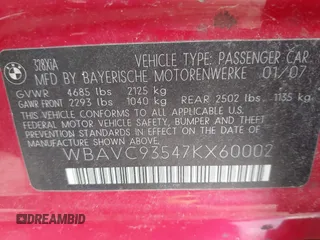 BMW
328XiA
VEHICLE TYPE: PASSENGER CAR
MFD BY BAYERISCHE MOTORENWERKE 01/07
GVWR 4685 lbs 2125 kg
GAWR FRONT 2293 lbs 1040 kg REAR 2502 lbs 1135 kg
THIS VEHICLE CONFORMS TO ALL APPLICABLE
FEDERAL MOTOR VEHICLE SAFETY, BUMPER,
AND THEFT PREVENTION STANDARDS IN EFFECT
ON THE DATE OF MANUFACTURE SHOWN ABOVE
WBAVC93547KX60002
DREAMBID